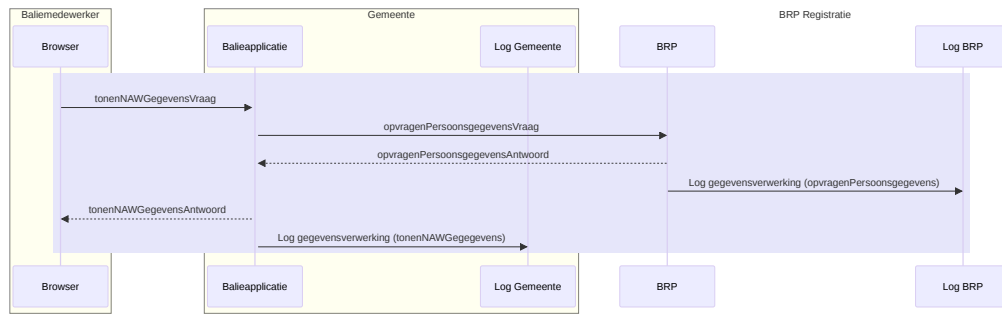 Baliemedewerker
Gemeente
BRP Registratie
Browser
Balieapplicatie
Log Gemeente
BRP
Log BRP
tonenNAWGegevensVraag
opvragenPersoonsgegevensVraag
opvragenPersoonsgegevensAntwoord
Log gegevensverwerking (opvragenPersoonsgegevens)
tonenNAWGegevensAntwoord
Log gegevensverwerking (tonenNAWGegegevens)
Browser
Balieapplicatie
Log Gemeente
BRP
Log BRP